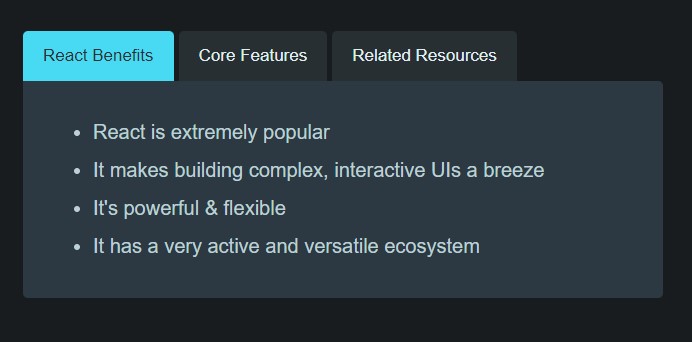 React Benefits Core Features Related Resources
React is extremely popular
It makes building complex, interactive UIs a breeze
It's powerful & flexible
It has a very active and versatile ecosystem